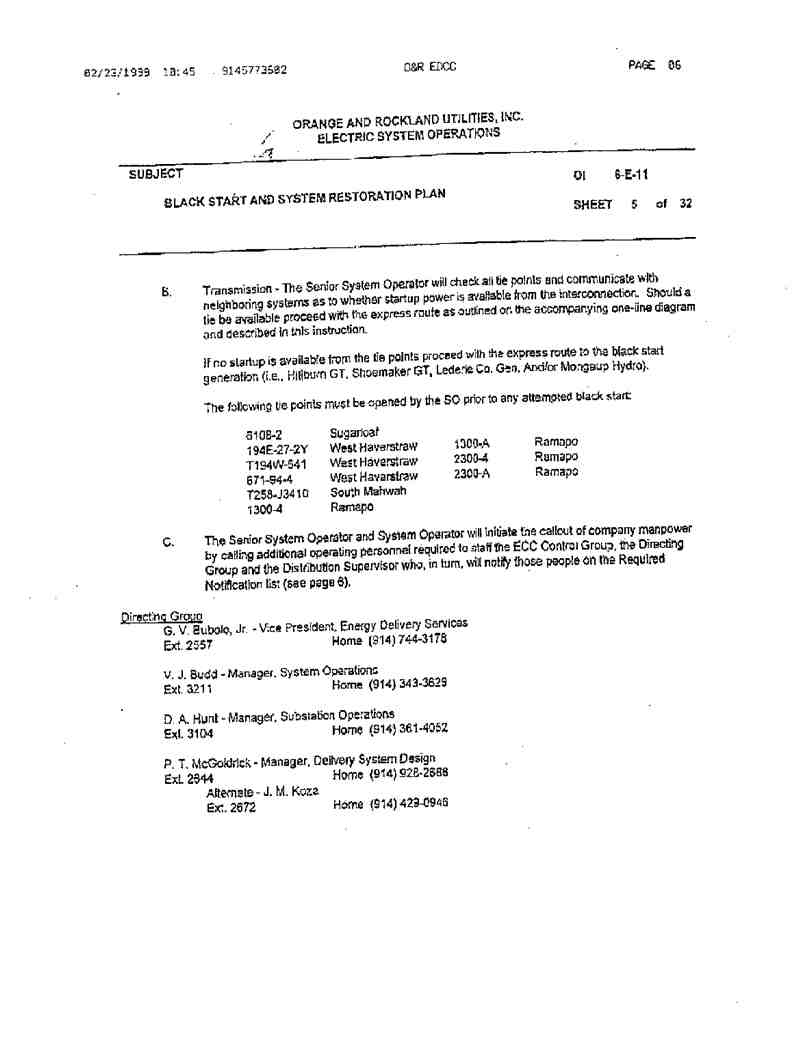 02/23/1999 10:45 9145773502 O&R EDCC PAGE 06
ORANGE AND ROCKLAND UTILITIES, INC.
ELECTRIC SYSTEM OPERATIONS
SUBJECT OI 6-E-11
BLACK START AND SYSTEM RESTORATION PLAN
SHEET 5 of 32
B. Transmission - The Senior System Operator will check all tie points and communicate with
neighboring systems as to whether startup power is available from the interconnection. Should a
tie be available proceed with the express route as outlined on the accompanying one-line diagram
and described in this instruction.
If no startup is available from the tie points proceed with the express route to the black start
generation (i.e., Hillburn GT, Shoemaker GT, Lederle Co. Gen, And/or Mongaup Hydro).
The following tie points must be opened by the SO prior to any attempted black start:
8108-2 Sugarloaf
194E-27-2Y West Haverstraw 1300-A Ramapo
T194W-541 West Haverstraw 2300-4 Ramapo
671-94-4 West Haverstraw 2300-A Ramapo
T258-J3410 South Mahwah
1300-4 Ramapo
C. The Senior System Operator and System Operator will initiate the callout of company manpower
by calling additional operating personnel required to staff the ECC Control Group, the Directing
Group and the Distribution Supervisor who, in turn, will notify those people on the Required
Notification list (see page 6).
Directing Group
G. V. Bubolo, Jr. - Vice President, Energy Delivery Services
Ext. 2557 Home (914) 744-3178
V. J. Budd - Manager, System Operations
Ext. 3211 Home (914) 343-3629
D. A. Hunt - Manager, Substation Operations
Ext. 3104 Home (914) 361-4052
P. T. McGoldrick - Manager, Delivery System Design
Ext. 2644 Home (914) 928-2688
Alternate - J. M. Koza
Ext. 2672 Home (914) 429-0946